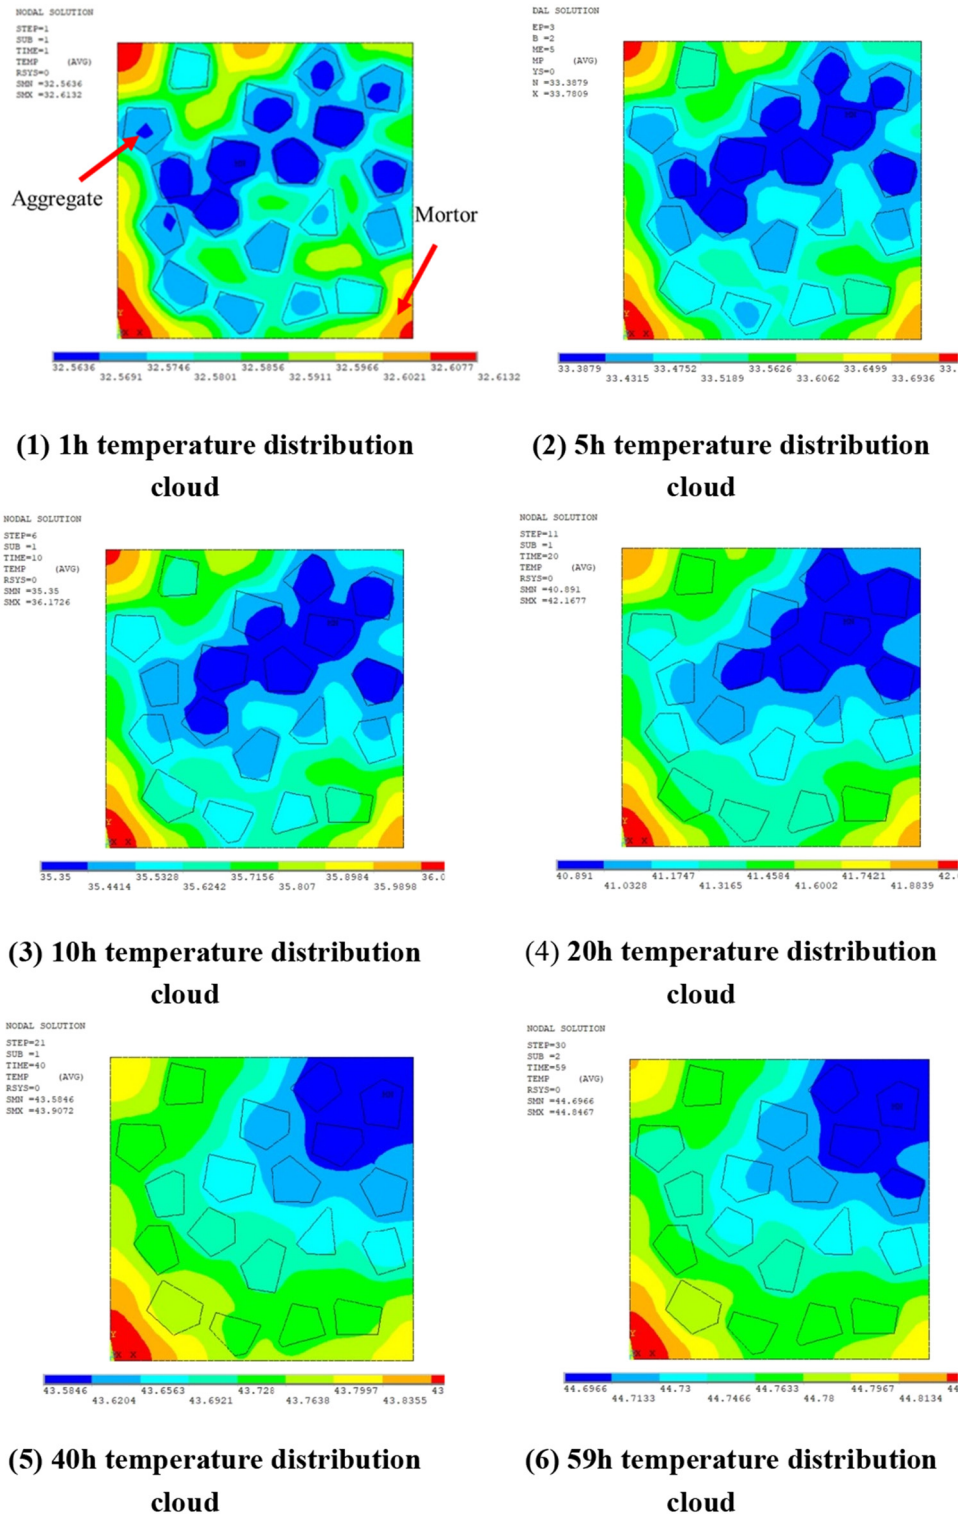 NODAL SOLUTION
STEP=1
SUB =1
TIME=1
TEMP (AVG)
RSYS=0
SMN =32.5636
SMX =32.6132
Aggregate
Mortor
Y
X X
32.5636 32.5746 32.5856 32.5966 32.6077
32.5691 32.5801 32.5911 32.6021 32.6132
(1) 1h temperature distribution
cloud
DAL SOLUTION
EP=3
B =2
ME=5
MP (AVG)
YS=0
N =33.3879
X =33.7809
X X
33.3879 33.4752 33.5626 33.6499 33.
33.4315 33.5189 33.6062 33.6936
(2) 5h temperature distribution
cloud
NODAL SOLUTION
STEP=6
SUB =1
TIME=10
TEMP (AVG)
RSYS=0
SMN =35.35
SMX =36.1726
Y
X X
35.35 35.5328 35.7156 35.8984 36.0
35.4414 35.6242 35.807 35.9898
(3) 10h temperature distribution
cloud
NODAL SOLUTION
STEP=11
SUB =1
TIME=20
TEMP (AVG)
RSYS=0
SMN =40.891
SMX =42.1677
Y
X X
40.891 41.1747 41.4584 41.7421 42.
41.0328 41.3165 41.6002 41.8839
(4) 20h temperature distribution
cloud
NODAL SOLUTION
STEP=21
SUB =1
TIME=40
TEMP (AVG)
RSYS=0
SMN =43.5846
SMX =43.9072
Y
X X
43.5846 43.6563 43.728 43.7997 43
43.6204 43.6921 43.7638 43.8355
(5) 40h temperature distribution
cloud
NODAL SOLUTION
STEP=30
SUB =2
TIME=59
TEMP (AVG)
RSYS=0
SMN =44.6966
SMX =44.8467
Y
X X
44.6966 44.73 44.7633 44.7967 44
44.7133 44.7466 44.78 44.8134
(6) 59h temperature distribution
cloud